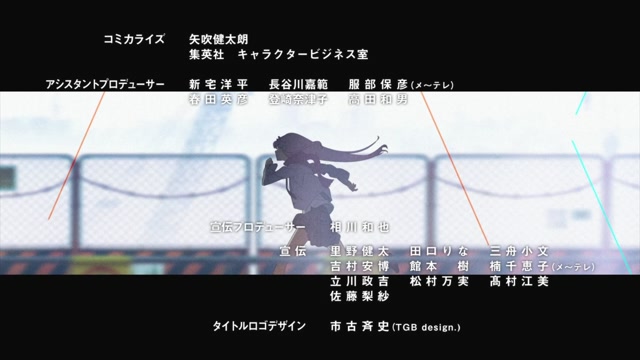 コミカライズ 矢吹健太朗
集英社 キャラクタービジネス室
アシスタントプロデューサー 新宅洋平 長谷川嘉範 服部保彦(メ〜テレ)
春田英彦 登崎奈津子 高田和男
宣伝プロデューサー 相川和也
宣伝 里野健太 田口りな 三舟小文
吉村安博 館本樹 楠千恵子(メ〜テレ)
立川政吉 松村万実 髙村江美
佐藤梨紗
タイトルロゴデザイン 市古斉史(TGB design.)